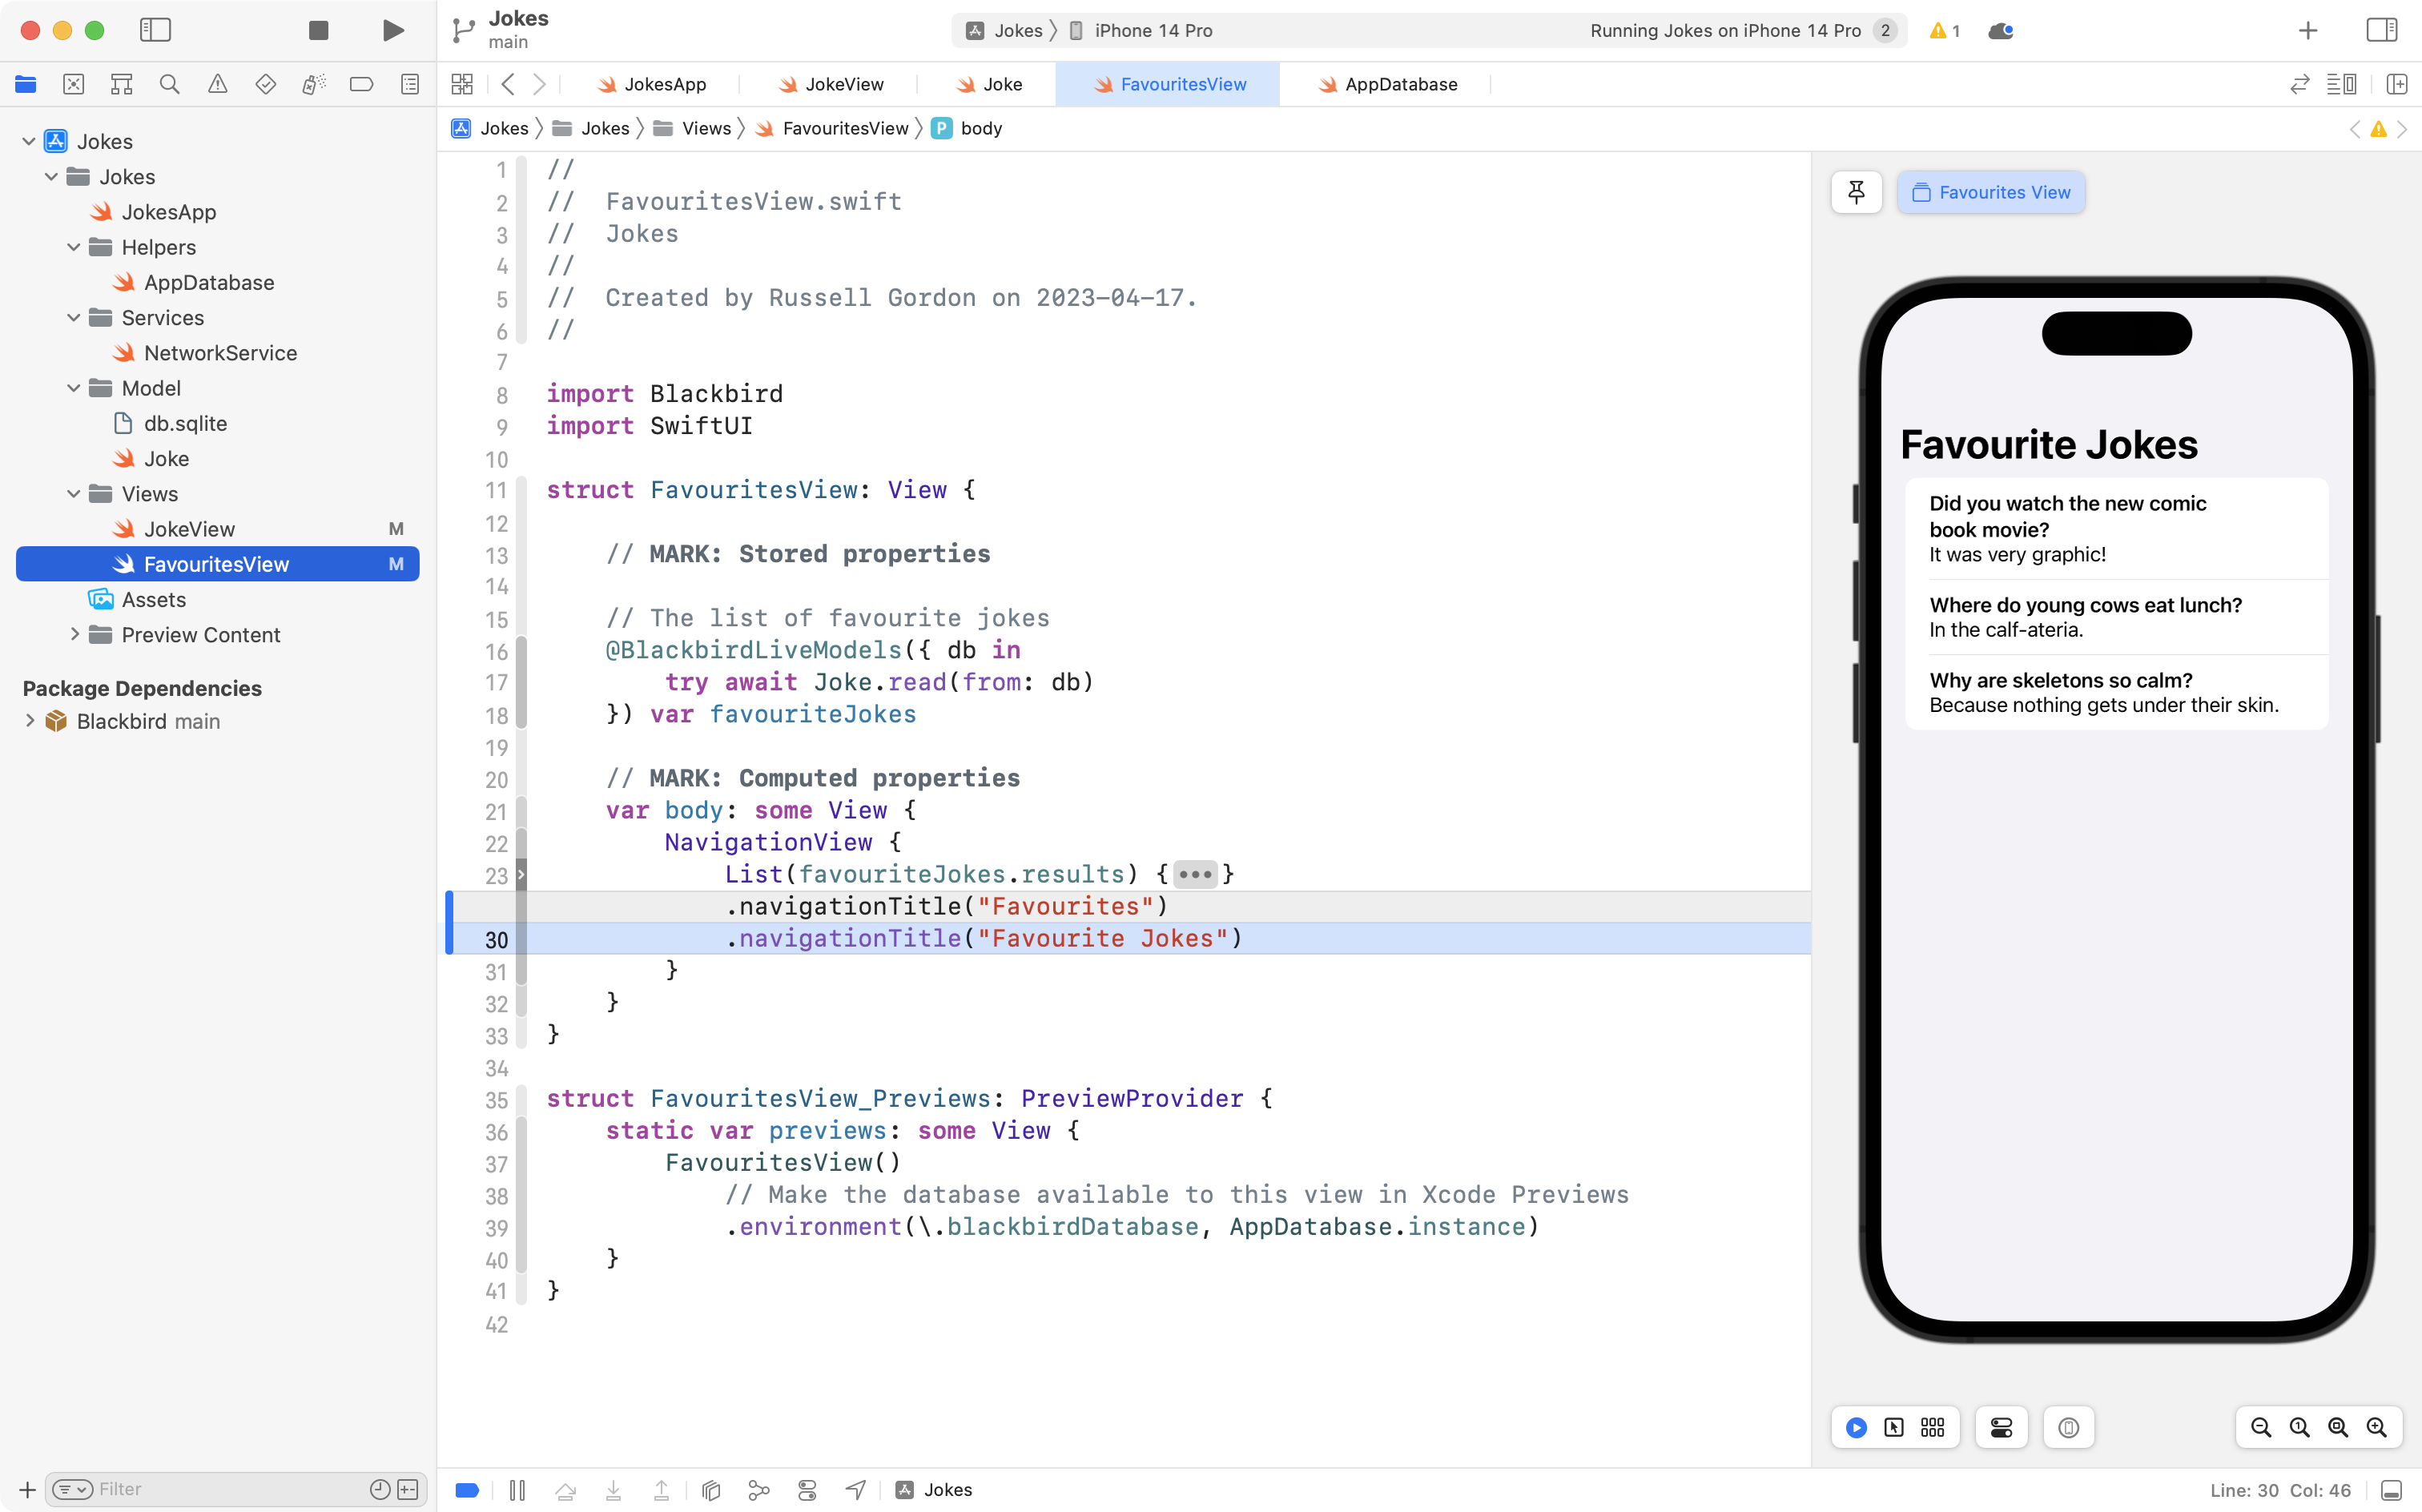 Jokes
main
Jokes
iPhone 14 Pro
Running Jokes on iPhone 14 Pro
2
1
JokesApp
JokeView
Joke
FavouritesView
AppDatabase
Jokes
Jokes
Views
FavouritesView
P
body
Jokes
Jokes
JokesApp
Helpers
AppDatabase
Services
NetworkService
Model
db.sqlite
Joke
Views
JokeView M
FavouritesView M
Assets
Preview Content
Package Dependencies
Blackbird main
Filter
1 //
2 //  FavouritesView.swift
3 //  Jokes
4 //
5 //  Created by Russell Gordon on 2023-04-17.
6 //
7
8 import Blackbird
9 import SwiftUI
10
11 struct FavouritesView: View {
12
13     // MARK: Stored properties
14
15     // The list of favourite jokes
16     @BlackbirdLiveModels({ db in
17         try await Joke.read(from: db)
18     }) var favouriteJokes
19
20     // MARK: Computed properties
21     var body: some View {
22         NavigationView {
23             List(favouriteJokes.results) {•••}
            .navigationTitle("Favourites")
30             .navigationTitle("Favourite Jokes")
31         }
32     }
33 }
34
35 struct FavouritesView_Previews: PreviewProvider {
36     static var previews: some View {
37         FavouritesView()
38             // Make the database available to this view in Xcode Previews
39             .environment(\.blackbirdDatabase, AppDatabase.instance)
40     }
41 }
42
Favourites View
Favourite Jokes
Did you watch the new comic
book movie?
It was very graphic!
Where do young cows eat lunch?
In the calf-ateria.
Why are skeletons so calm?
Because nothing gets under their skin.
Jokes
Line: 30 Col: 46